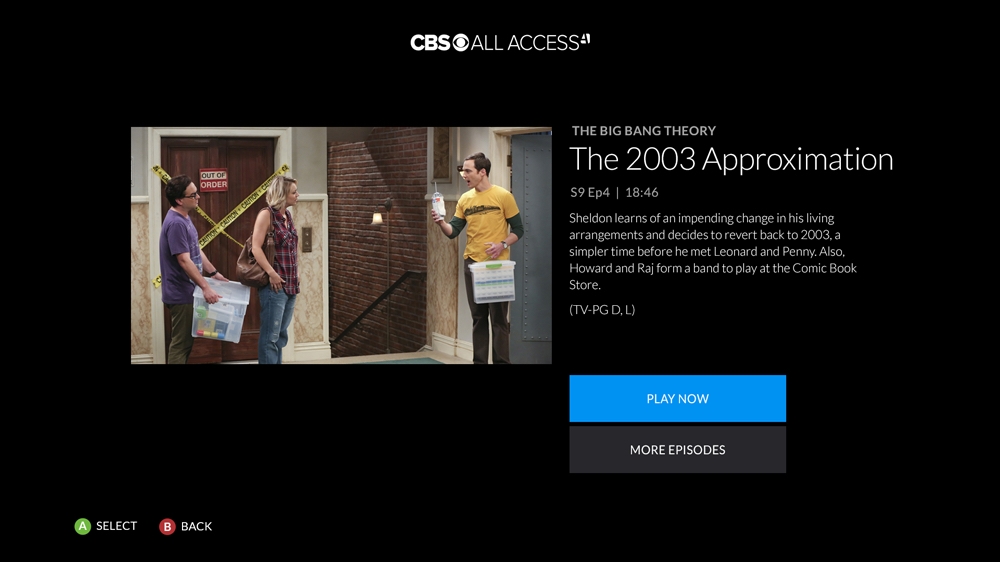 CBS ALL ACCESS
THE BIG BANG THEORY
The 2003 Approximation
S9 Ep4 | 18:46
Sheldon learns of an impending change in his living
arrangements and decides to revert back to 2003, a
simpler time before he met Leonard and Penny. Also,
Howard and Raj form a band to play at the Comic Book
Store.
(TV-PG D, L)
OUT OF
ORDER
CAUTION CAUTION CAUTION
PLAY NOW
MORE EPISODES
A SELECT B BACK